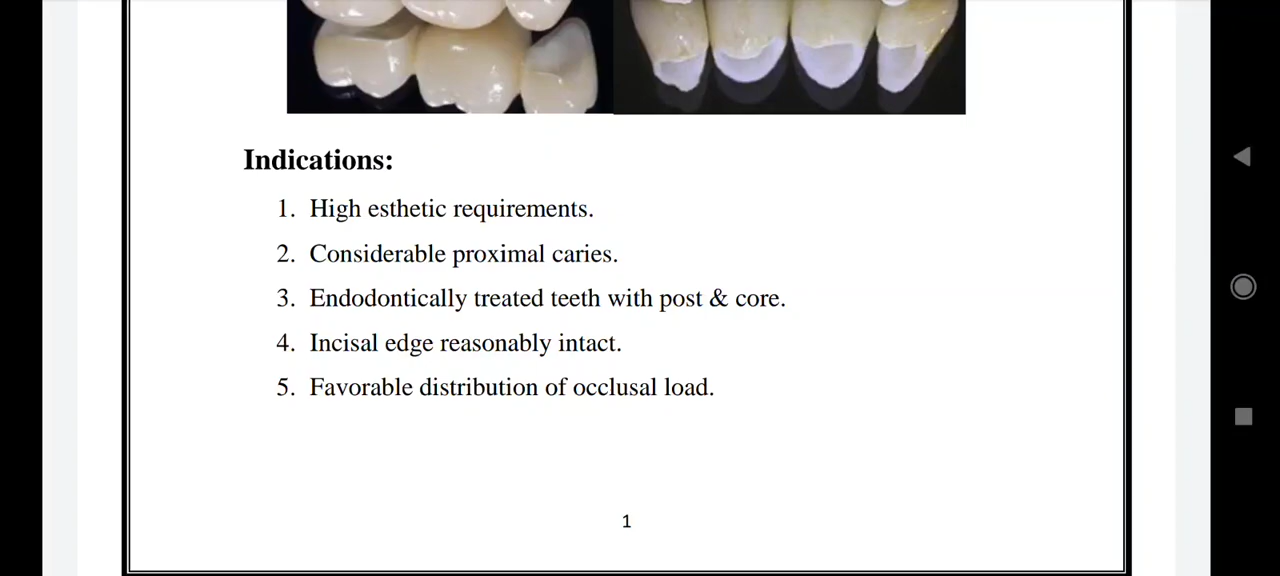 Indications:
1. High esthetic requirements.
2. Considerable proximal caries.
3. Endodontically treated teeth with post & core.
4. Incisal edge reasonably intact.
5. Favorable distribution of occlusal load.
1